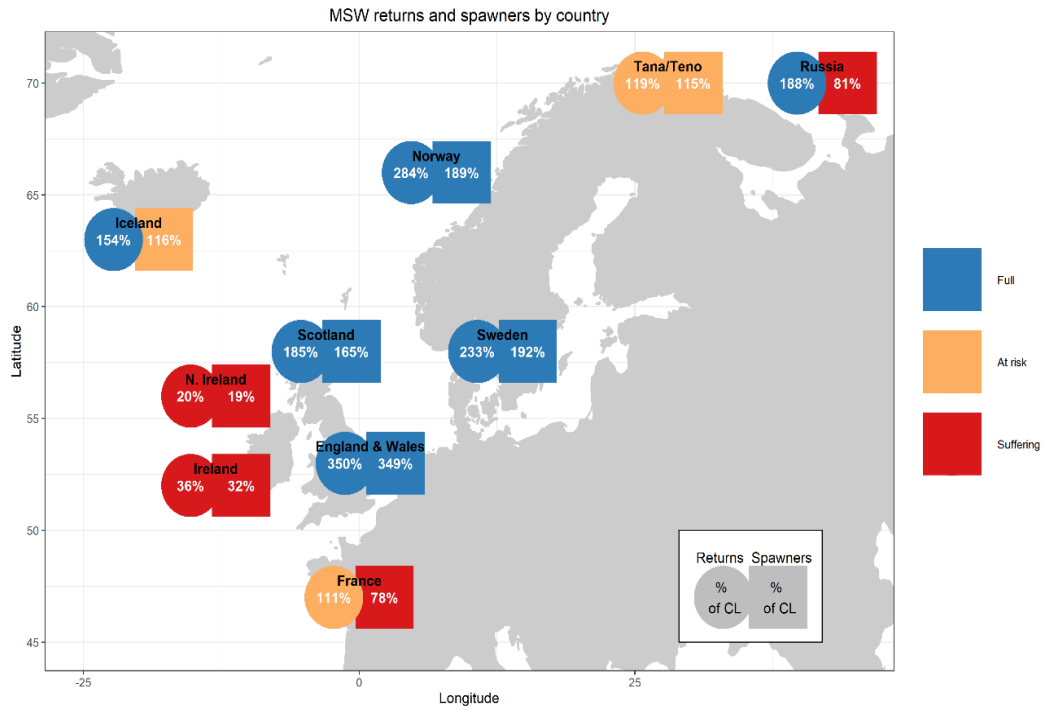 MSW returns and spawners by country
70
65
60
55
50
45
Latitude
-25
0
25
Longitude
Tana/Teno
119% 115%
Russia
188% 81%
Norway
284% 189%
Iceland
154% 116%
Scotland
185% 165%
Sweden
233% 192%
N. Ireland
20% 19%
England & Wales
350% 349%
Ireland
36% 32%
France
111% 78%
Returns Spawners
% %
of CL of CL
Full
At risk
Suffering